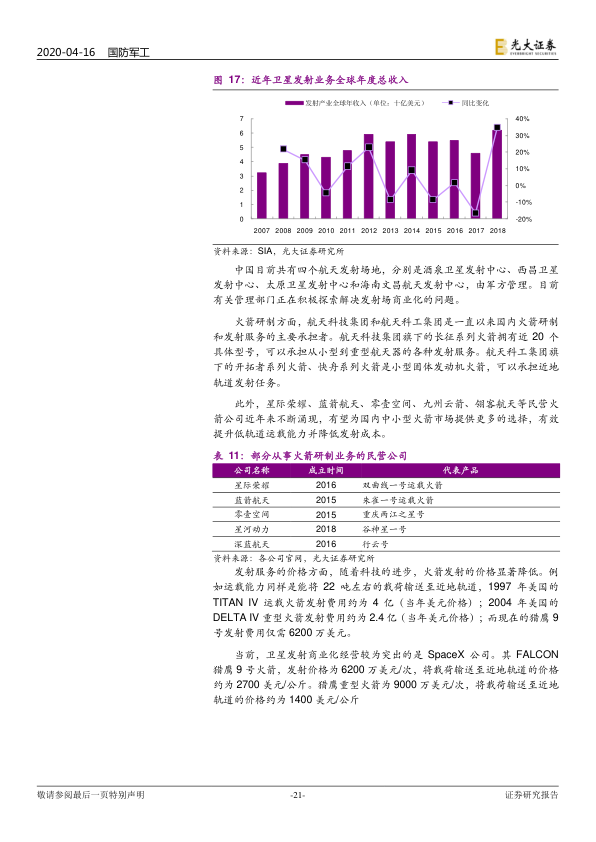 2020-04-16 国防军工
光大证券
EVERBRIGHT SECURITIES
图 17：近年卫星发射业务全球年度总收入
发射产业全球年收入（单位：十亿美元） 同比变化
7 40%
6 30%
5 20%
4 10%
3 0%
2 -10%
1
0 -20%
2007 2008 2009 2010 2011 2012 2013 2014 2015 2016 2017 2018
资料来源：SIA，光大证券研究所
中国目前共有四个航天发射场地，分别是酒泉卫星发射中心、西昌卫星
发射中心、太原卫星发射中心和海南文昌航天发射中心，由军方管理。目前
有关管理部门正在积极探索解决发射场商业化的问题。
火箭研制方面，航天科技集团和航天科工集团是一直以来国内火箭研制
和发射服务的主要承担者。航天科技集团旗下的长征系列火箭拥有近 20 个
具体型号，可以承担从小型到重型航天器的各种发射服务。航天科工集团旗
下的开拓者系列火箭、快舟系列火箭是小型固体发动机火箭，可以承担近地
轨道发射任务。
此外，星际荣耀、蓝箭航天、零壹空间、九州云箭、翎客航天等民营火
箭公司近年来不断涌现，有望为国内中小型火箭市场提供更多的选择，有效
提升低轨道运载能力并降低发射成本。
表 11：部分从事火箭研制业务的民营公司
公司名称 成立时间 代表产品
星际荣耀 2016 双曲线一号运载火箭
蓝箭航天 2015 朱雀一号运载火箭
零壹空间 2015 重庆两江之星号
星河动力 2018 谷神星一号
深蓝航天 2016 行云号
资料来源：各公司官网，光大证券研究所
发射服务的价格方面，随着科技的进步，火箭发射的价格显著降低。例
如运载能力同样是能将 22 吨左右的载荷输送至近地轨道，1997 年美国的
TITAN IV 运载火箭发射费用约为 4 亿（当年美元价格）；2004 年美国的
DELTA IV 重型火箭发射费用约为 2.4 亿（当年美元价格）；而现在的猎鹰 9
号发射费用仅需 6200 万美元。
当前，卫星发射商业化经营较为突出的是 SpaceX 公司。其 FALCON
猎鹰 9 号火箭，发射价格为 6200 万美元/次，将载荷输送至近地轨道的价格
约为 2700 美元/公斤。猎鹰重型火箭为 9000 万美元/次，将载荷输送至近地
轨道的价格约为 1400 美元/公斤
敬请参阅最后一页特别声明 -21- 证券研究报告